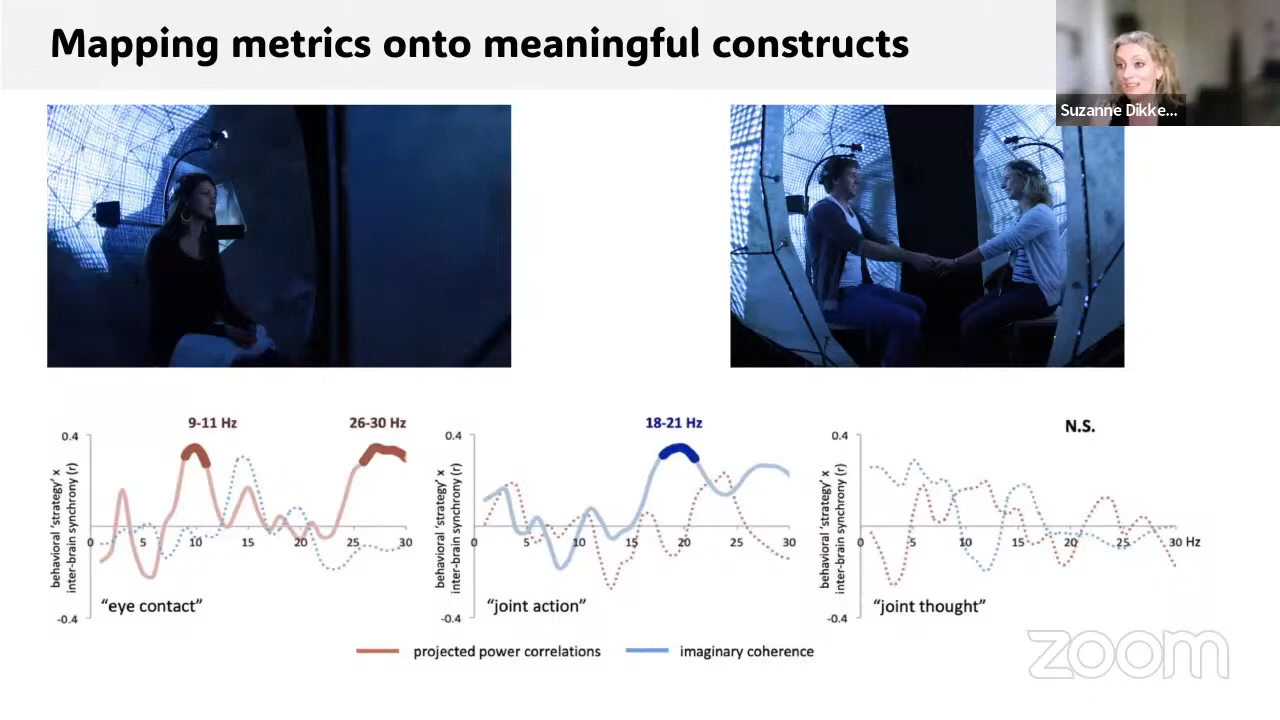 Mapping metrics onto meaningful constructs
Suzanne Dikke...
9-11 Hz
26-30 Hz
0.4
behavioral ‘strategy’ x
inter-brain synchrony (r)
0 5 10 15 20 25 30
-0.4
“eye contact”
18-21 Hz
0.4
behavioral ‘strategy’ x
inter-brain synchrony (r)
0 5 10 15 20 25 30
-0.4
“joint action”
N.S.
0.4
behavioral ‘strategy’ x
inter-brain synchrony (r)
0 5 10 15 20 25 30 Hz
-0.4
“joint thought”
projected power correlations
imaginary coherence
zoom